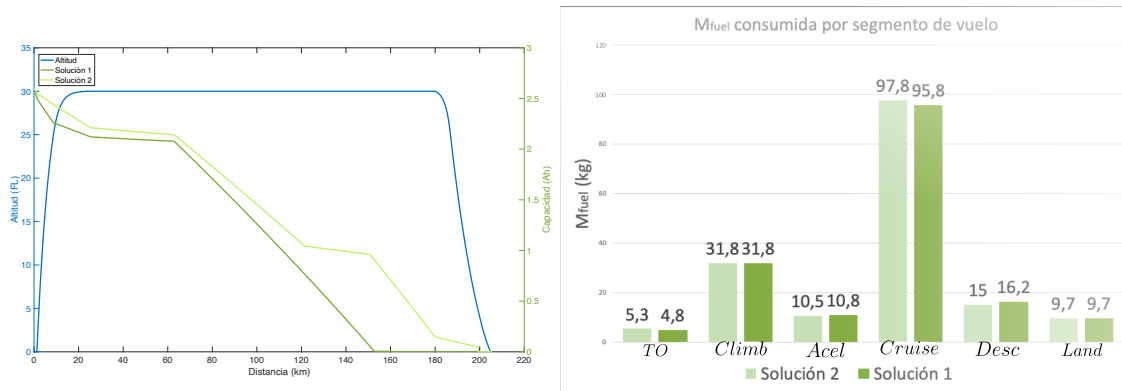 35
30
25
20
15
10
5
0
Altitud (FL)
Altitud
Solución 1
Solución 2
3
2.5
2
1.5
1
0.5
0
Capacidad (Ah)
0 20 40 60 80 100 120 140 160 180 200 220
Distancia (km)
Mfuel consumida por segmento de vuelo
120
100
80
60
40
20
0
Mfuel (kg)
5,3 4,8
31,8 31,8
10,5 10,8
97,8 95,8
15 16,2
9,7 9,7
TO Climb Acel Cruise Desc Land
Solución 2 Solución 1